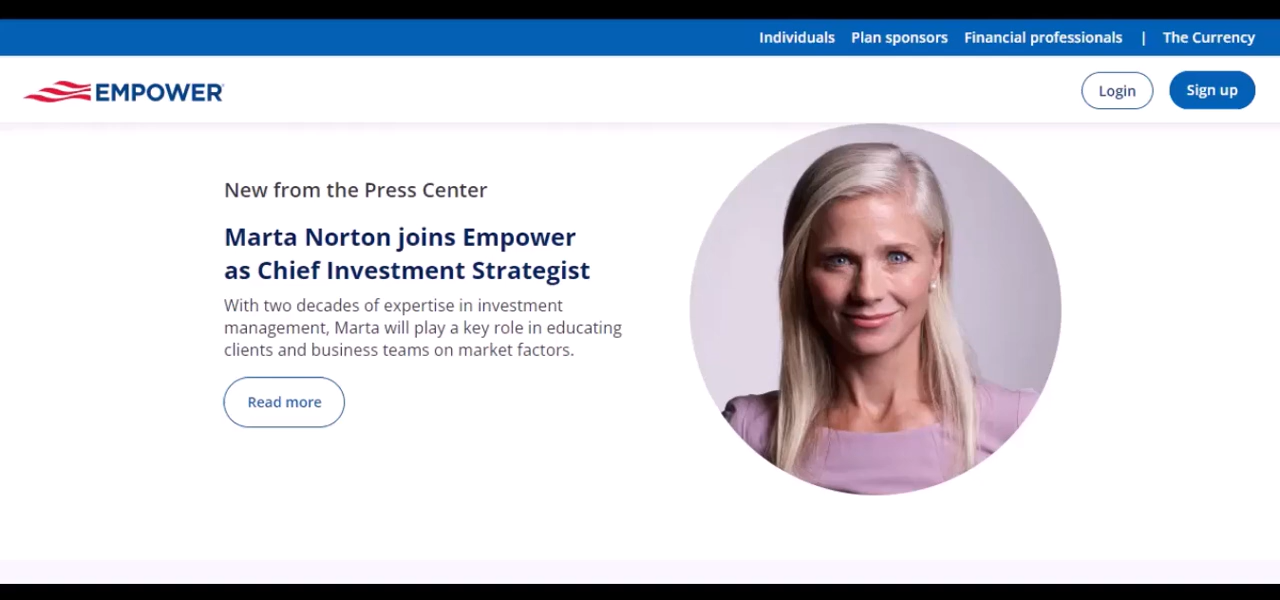 Individuals Plan sponsors Financial professionals | The Currency
EMPOWER
Login Sign up
New from the Press Center
Marta Norton joins Empower
as Chief Investment Strategist
With two decades of expertise in investment
management, Marta will play a key role in educating
clients and business teams on market factors.
Read more